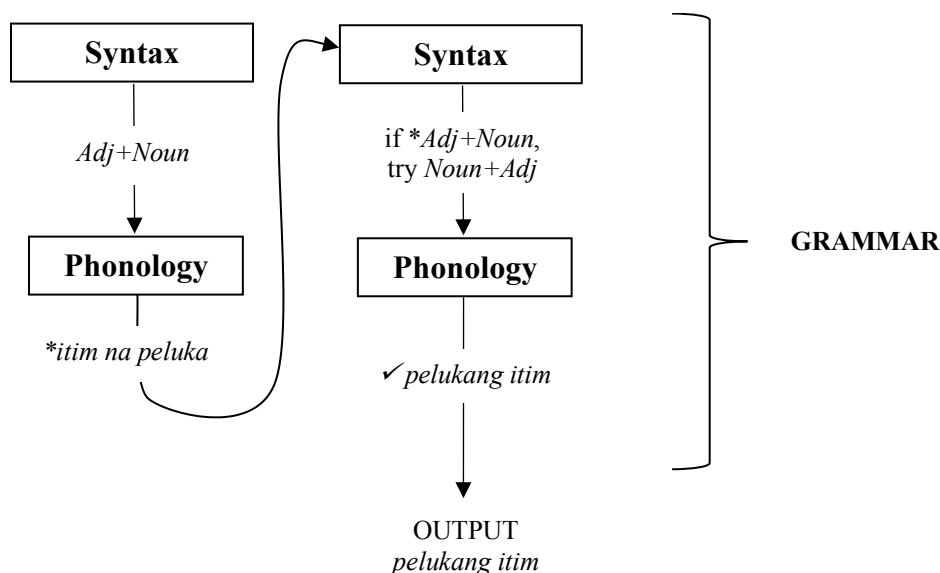 Syntax
Adj+Noun
Phonology
*itim na peluka
Syntax
if *Adj+Noun,
try Noun+Adj
Phonology
✓ pelukang itim
OUTPUT
pelukang itim
GRAMMAR